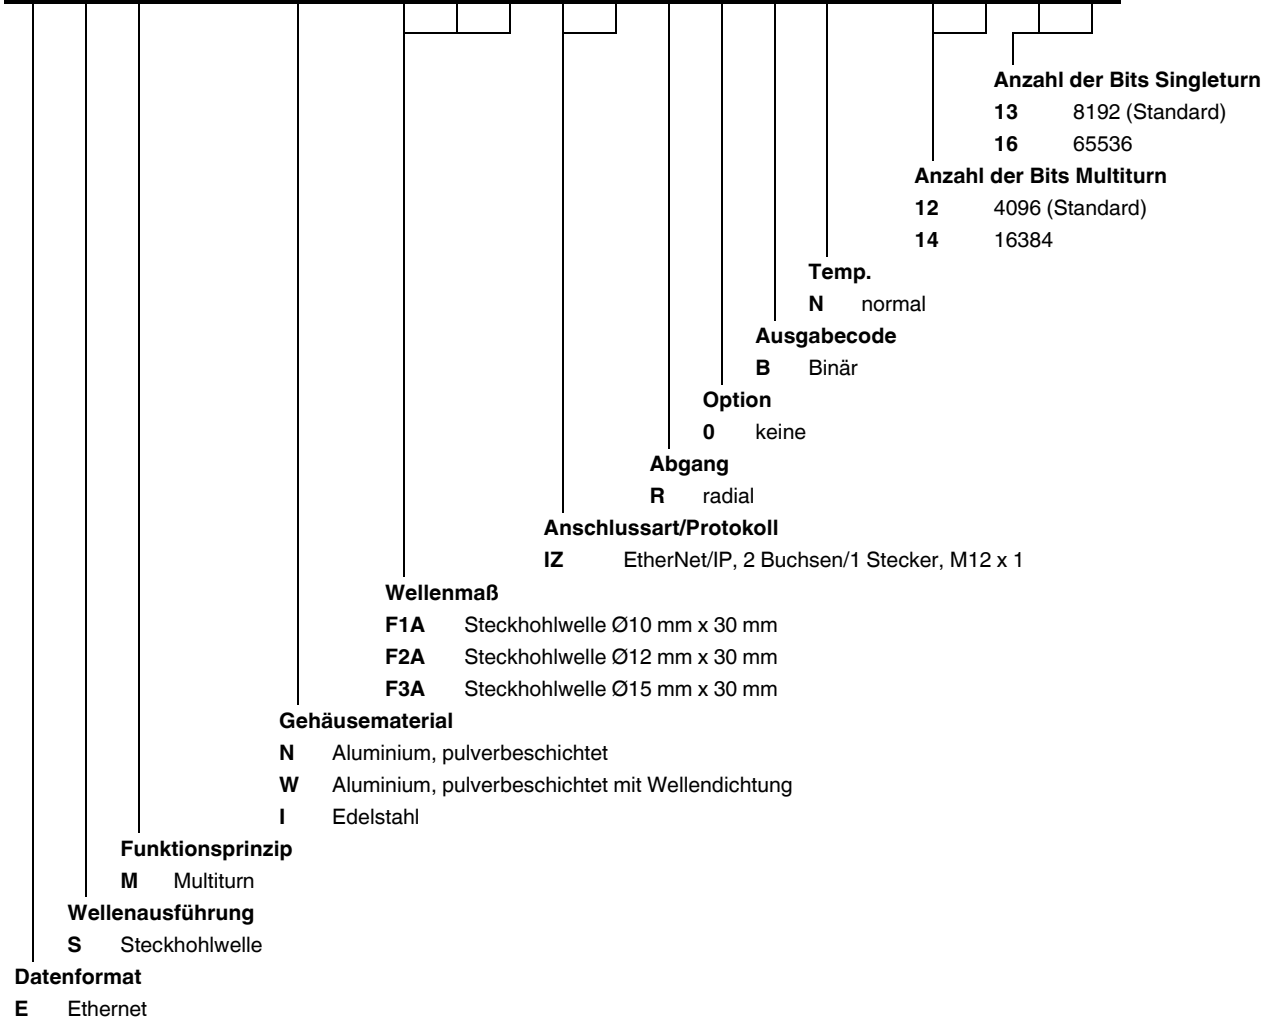 Anzahl der Bits Singleturn
13 8192 (Standard)
16 65536
Anzahl der Bits Multiturn
12 4096 (Standard)
14 16384
Temp.
N normal
Ausgabecode
B Binär
Option
0 keine
Abgang
R radial
Anschlussart/Protokoll
IZ EtherNet/IP, 2 Buchsen/1 Stecker, M12 x 1
Wellenmaß
F1A Steckhohlwelle Ø10 mm x 30 mm
F2A Steckhohlwelle Ø12 mm x 30 mm
F3A Steckhohlwelle Ø15 mm x 30 mm
Gehäusematerial
N Aluminium, pulverbeschichtet
W Aluminium, pulverbeschichtet mit Wellendichtung
I Edelstahl
Funktionsprinzip
M Multiturn
Wellenausführung
S Steckhohlwelle
Datenformat
E Ethernet